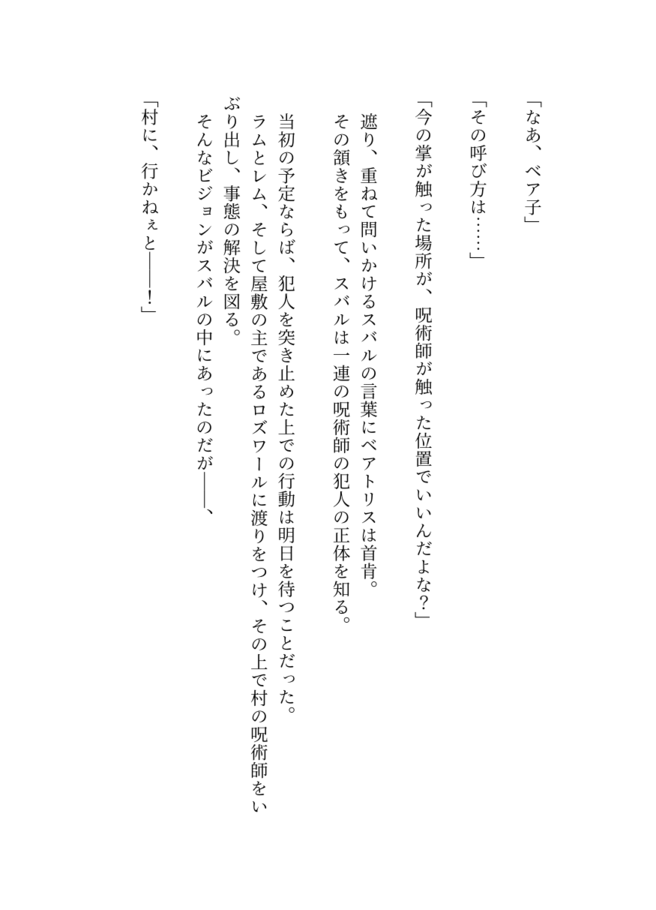 「なあ、ベア子」
「その呼び方は……」
「今の掌が触った場所が、呪術師が触った位置でいいんだよな？」
遮り、重ねて問いかけるスバルの言葉にベアトリスは首肯。
その頷きをもって、スバルは一連の呪術師の犯人の正体を知る。
当初の予定ならば、犯人を突き止めた上での行動は明日を待つことだった。
ラムとレム、そして屋敷の主であるロズワールに渡りをつけ、その上で村の呪術師をい
ぶり出し、事態の解決を図る。
そんなビジョンがスバルの中にあったのだが――、
「村に、行かねぇと――！」